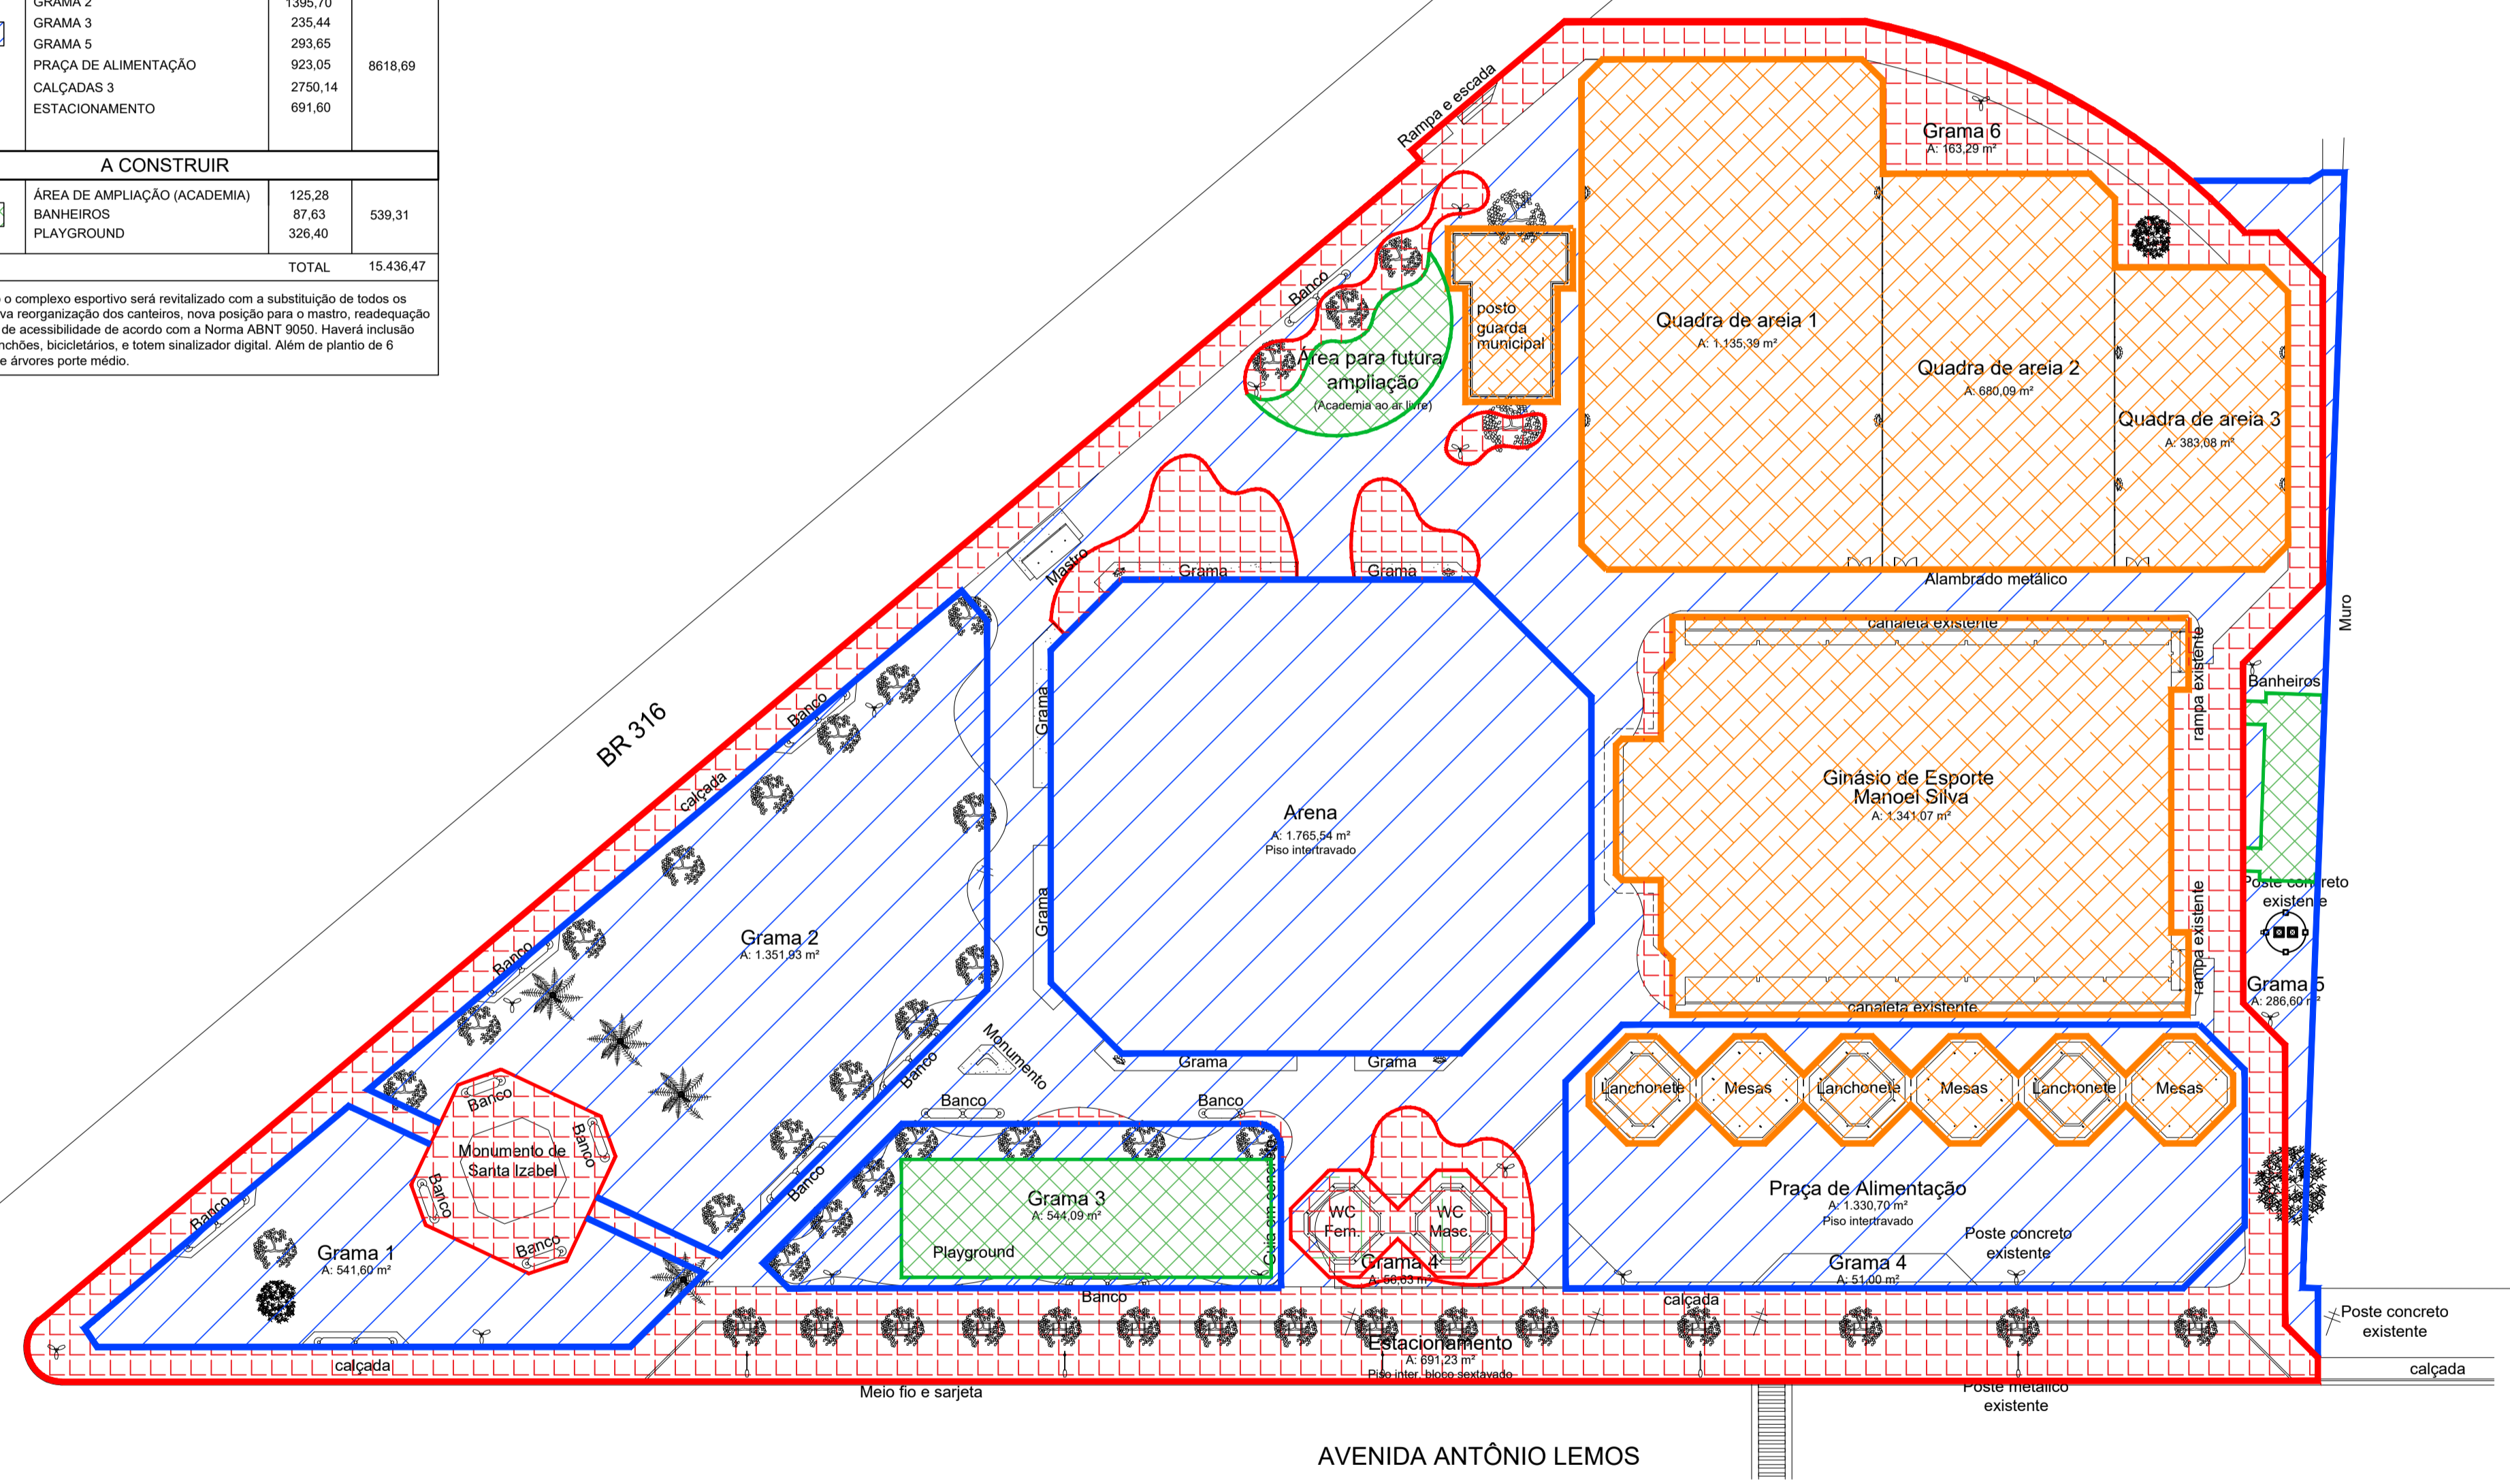 GRAMA 2 1395,70
GRAMA 3 235,44
GRAMA 5 293,65
PRAÇA DE ALIMENTAÇÃO 923,05 8618,69
CALÇADAS 3 2750,14
ESTACIONAMENTO 691,60
A CONSTRUIR
ÁREA DE AMPLIAÇÃO (ACADEMIA) 125,28
BANHEIROS 87,63 539,31
PLAYGROUND 326,40
TOTAL 15.436,47
o complexo esportivo será revitalizado com a substituição de todos os
va reorganização dos canteiros, nova posição para o mastro, readequação
de acessibilidade de acordo com a Norma ABNT 9050. Haverá inclusão
nchões, bicicletários, e totem sinalizador digital. Além de plantio de 6
e árvores porte médio.
Rampa e escada
Grama 6
A: 163,29 m²
Banco
posto
guarda
municipal
Quadra de areia 1
A: 1.135,39 m²
Quadra de areia 2
A: 680,09 m²
Quadra de areia 3
A: 383,08 m²
Área para futura
ampliação
(Academia ao ar livre)
Mastro
Grama
Grama
Alambrado metálico
Muro
canaleta existente
rampa existente
Banheiros
Grama
Banco
BR 316
calçada
Arena
A: 1.765,54 m²
Piso intertravado
Ginásio de Esporte
Manoel Silva
A: 1.341,07 m²
Grama
Poste concreto
existente
rampa existente
Grama 2
A: 1.351,93 m²
Banco
Grama 5
A: 286,60 m²
canaleta existente
Monumento
Grama
Grama
Banco
Banco
Banco
Banco
Lanchonete
Mesas
Lanchonete
Mesas
Lanchonete
Mesas
Monumento de
Santa Izabel
Banco
Banco
Banco
Banco
Banco
Grama 1
A: 541,60 m²
Grama 3
A: 544,09 m²
Playground
Guia em concreto
WC
Fem.
WC
Masc.
Grama 4
A: 56,63 m²
Praça de Alimentação
A: 1.330,70 m²
Piso intertravado
Poste concreto
existente
Grama 4
A: 51,00 m²
Banco
calçada
Estacionamento
A: 691,23 m²
Piso inter. bloco sextavado
Poste concreto
existente
calçada
calçada
Meio fio e sarjeta
Poste metálico
existente
AVENIDA ANTÔNIO LEMOS